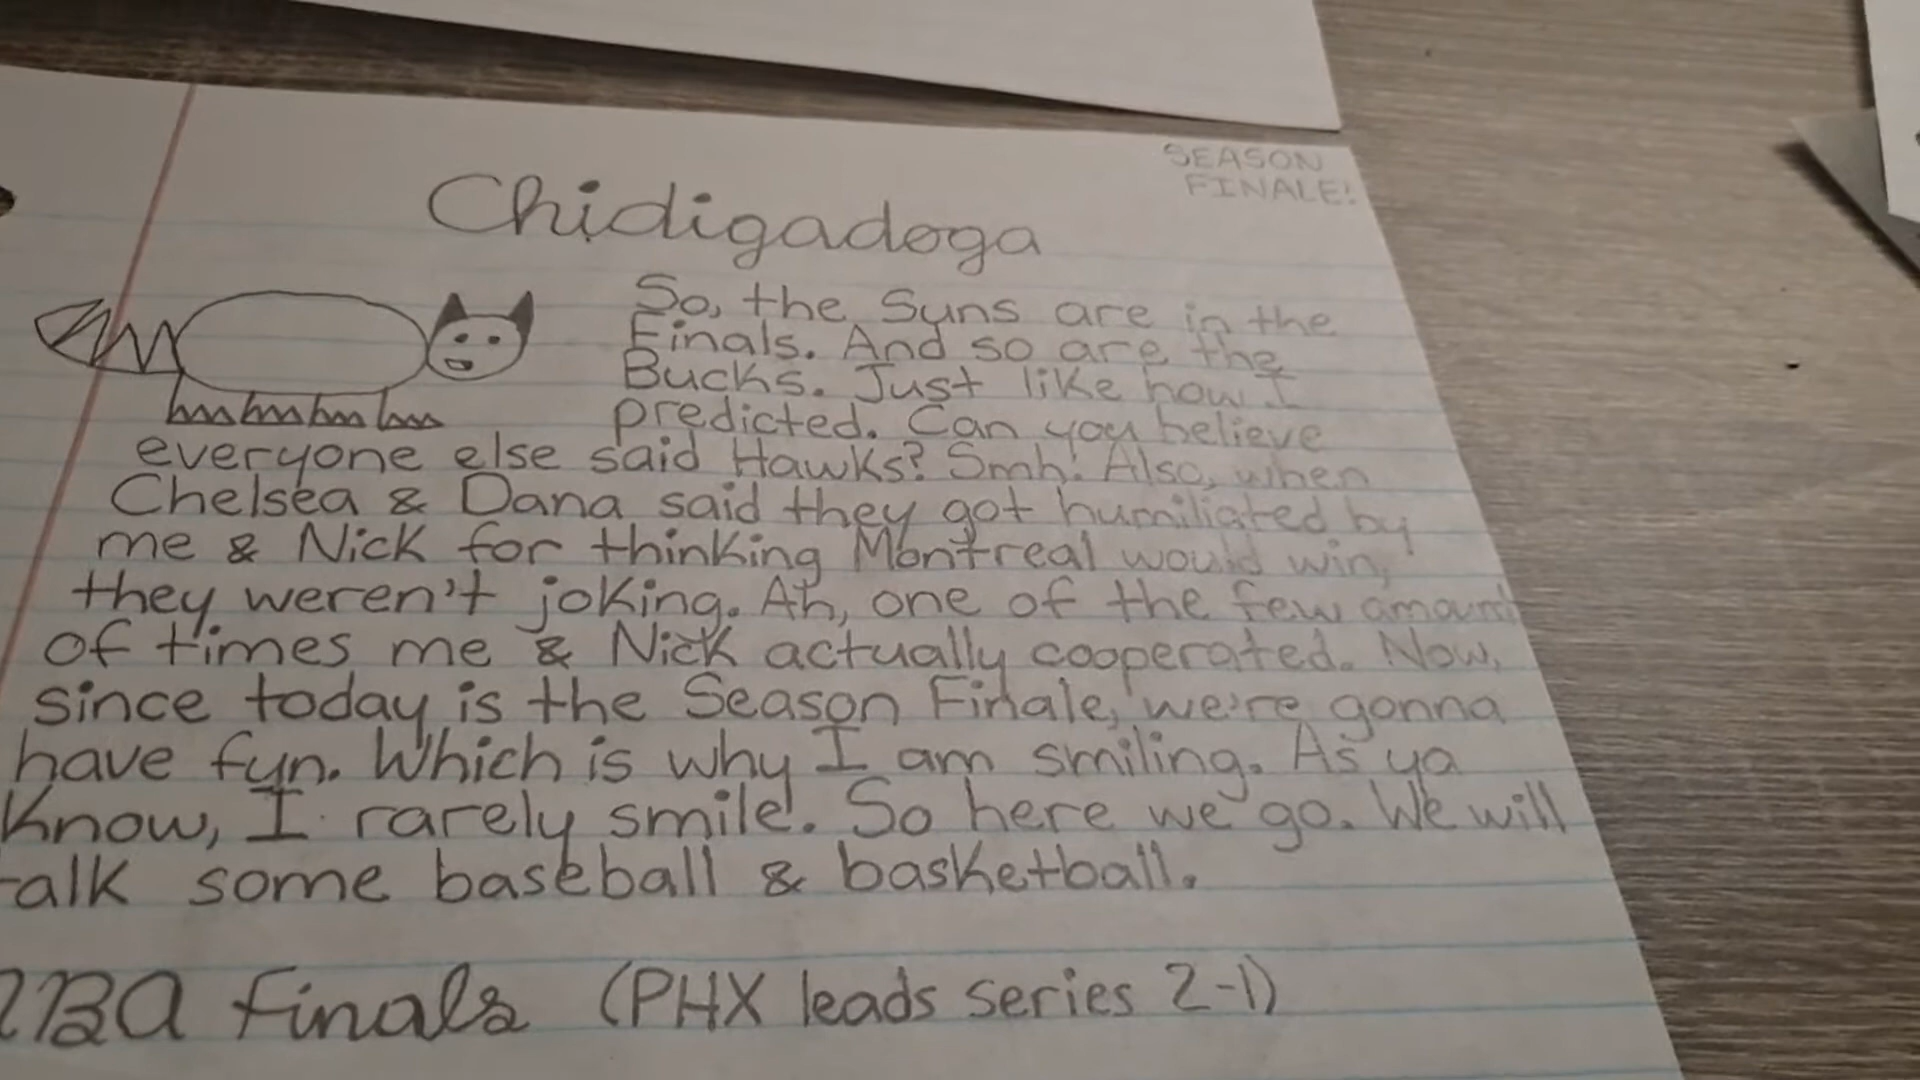 SEASON
FINALE!
Chidigadoga
So, the Suns are in the
Finals. And so are the
Bucks. Just like how I
predicted. Can you believe
everyone else said Hawks? Smh! Also, when
Chelsea & Dana said they got humiliated by
me & Nick for thinking Montreal would win,
they weren't joking. Ah, one of the few amount
of times me & Nick actually cooperated. Now,
since today is the Season Finale, we're gonna
have fun. Which is why I am smiling. As ya
know, I rarely smile. So here we go. We will
talk some baseball & basketball.
NBA Finals (PHX leads series 2-1)